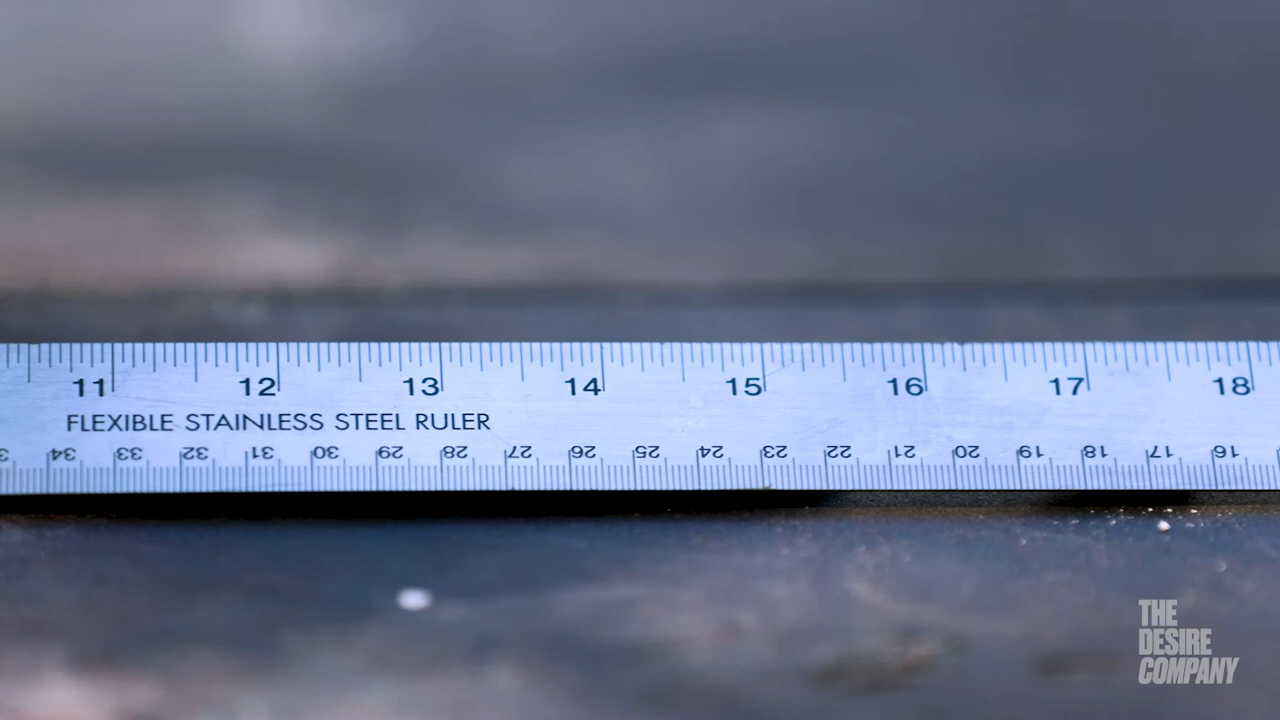 11 12 13 14 15 16 17 18
FLEXIBLE STAINLESS STEEL RULER
34 33 32 31 30 29 28 27 26 25 24 23 22 21 20 19 18 17 16
THE
DESIRE
COMPANY